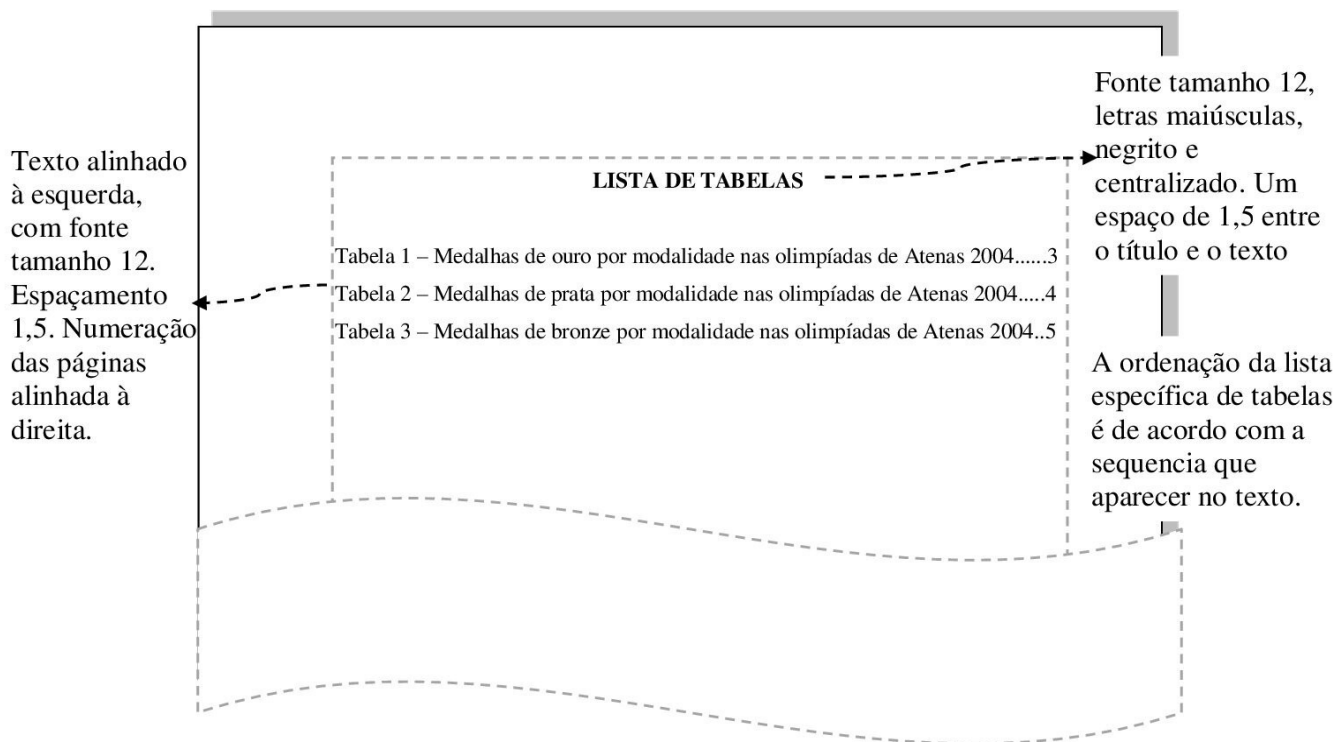 Texto alinhado
à esquerda,
com fonte
tamanho 12.
Espaçamento
1,5. Numeração
das páginas
alinhada à
direita.
LISTA DE TABELAS
Tabela 1 – Medalhas de ouro por modalidade nas olimpíadas de Atenas 2004......3
Tabela 2 – Medalhas de prata por modalidade nas olimpíadas de Atenas 2004.....4
Tabela 3 – Medalhas de bronze por modalidade nas olimpíadas de Atenas 2004..5
Fonte tamanho 12,
letras maiúsculas,
negrito e
centralizado. Um
espaço de 1,5 entre
o título e o texto
A ordenação da lista
específica de tabelas
é de acordo com a
sequencia que
aparecer no texto.